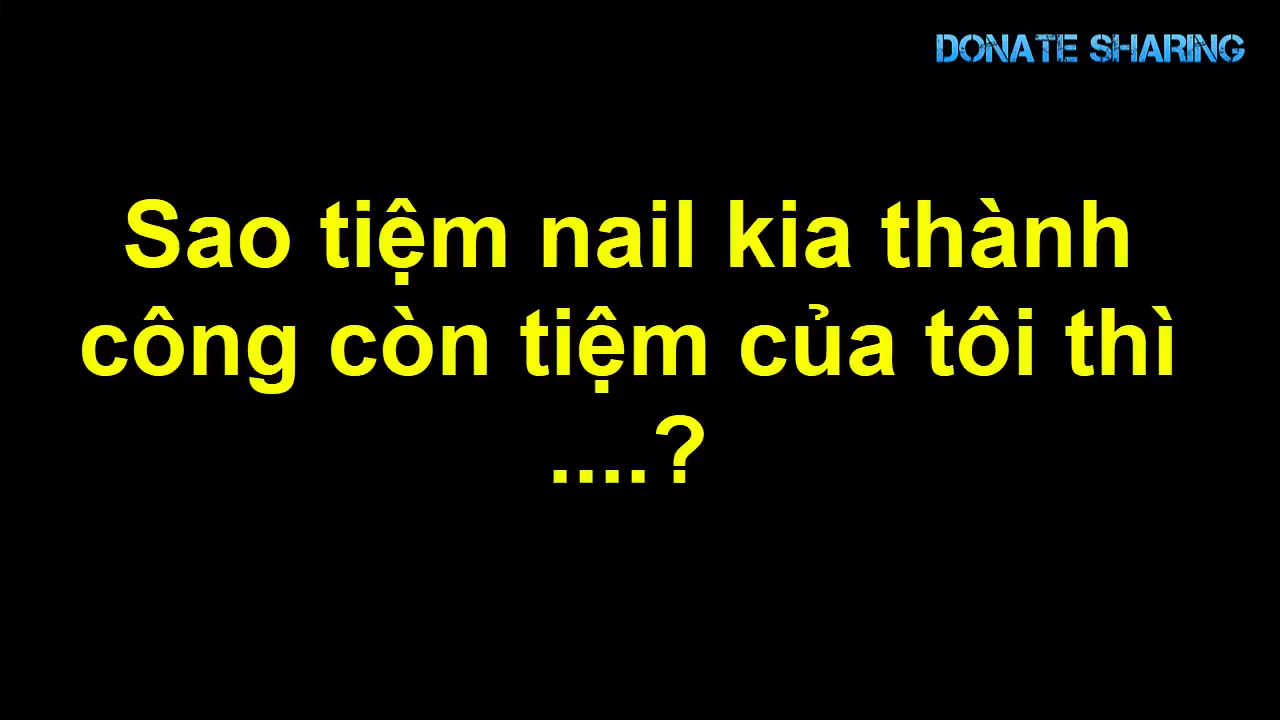 DONATE SHARING
Sao tiệm nail kia thành
công còn tiệm của tôi thì
....?